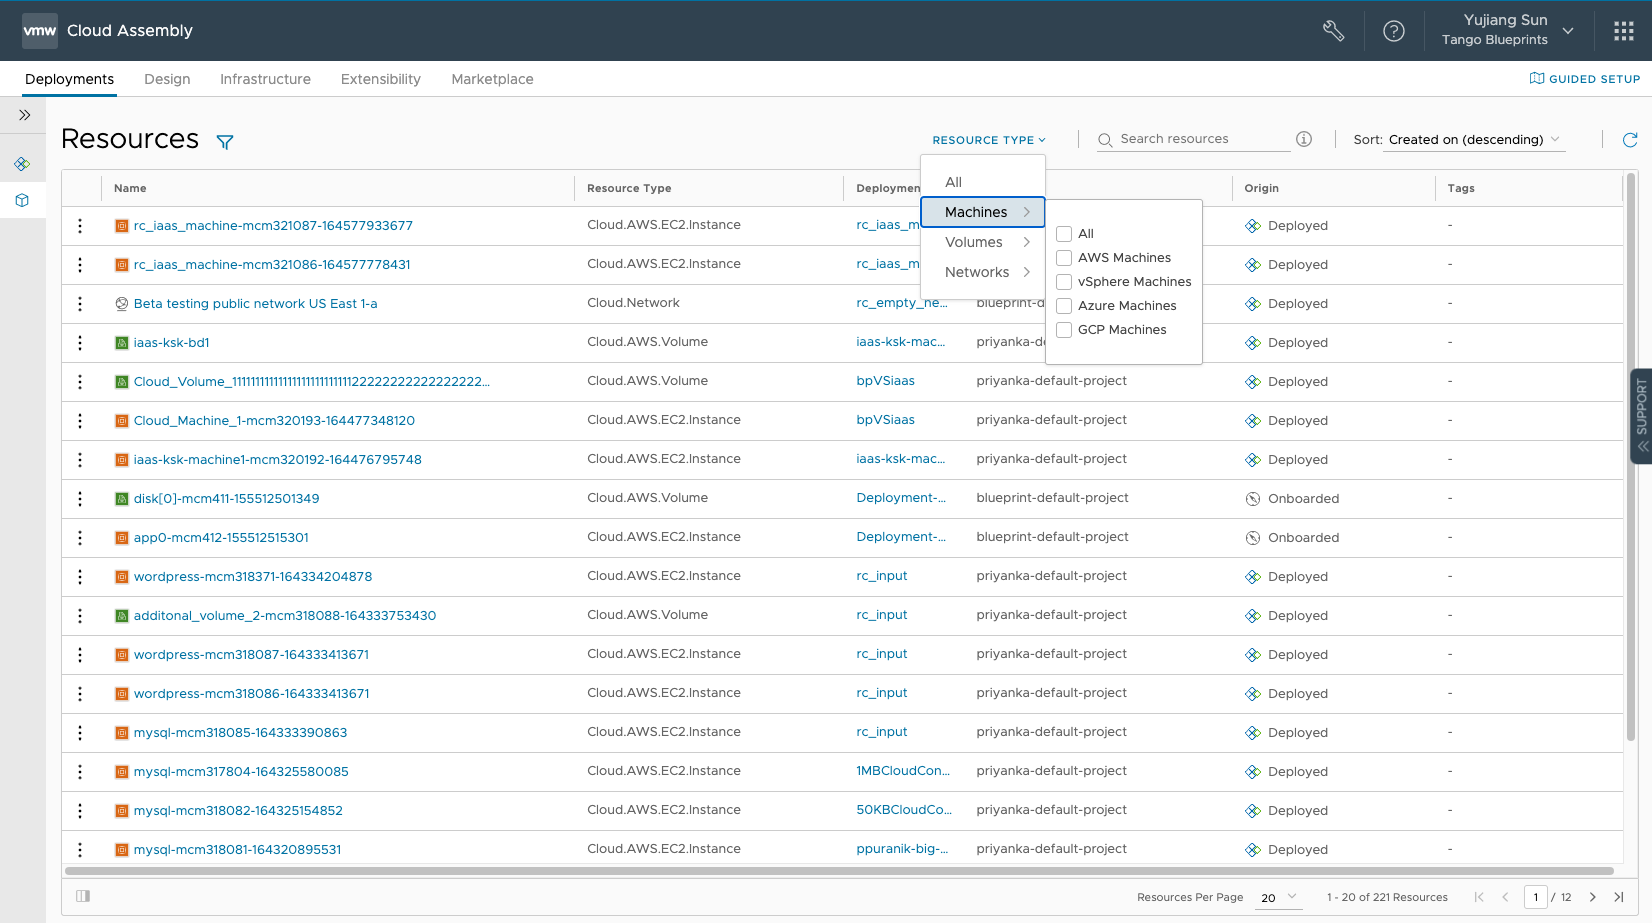 vmw Cloud Assembly
Yujiang Sun
Tango Blueprints
Deployments Design Infrastructure Extensibility Marketplace
GUIDED SETUP
Resources
RESOURCE TYPE
Search resources
Sort: Created on (descending)
All
Machines
Volumes
Networks
All
AWS Machines
vSphere Machines
Azure Machines
GCP Machines
Name Resource Type Deploymen Origin Tags
rc_iaas_machine-mcm321087-164577933677 Cloud.AWS.EC2.Instance rc_iaas_m Deployed -
rc_iaas_machine-mcm321086-164577778431 Cloud.AWS.EC2.Instance rc_iaas_m Deployed -
Beta testing public network US East 1-a Cloud.Network rc_empty_ne... blueprint-d Deployed -
iaas-ksk-bd1 Cloud.AWS.Volume iaas-ksk-mac... priyanka-de Deployed -
Cloud_Volume_... Cloud.AWS.Volume bpVSiaas priyanka-default-project Deployed -
Cloud_Machine_1-mcm320193-164477348120 Cloud.AWS.EC2.Instance bpVSiaas priyanka-default-project Deployed -
iaas-ksk-machine1-mcm320192-164476795748 Cloud.AWS.EC2.Instance iaas-ksk-mac... priyanka-default-project Deployed -
disk[0]-mcm411-155512501349 Cloud.AWS.Volume Deployment-... blueprint-default-project Onboarded -
app0-mcm412-155512515301 Cloud.AWS.EC2.Instance Deployment-... blueprint-default-project Onboarded -
wordpress-mcm318371-164334204878 Cloud.AWS.EC2.Instance rc_input priyanka-default-project Deployed -
additonal_volume_2-mcm318088-164333753430 Cloud.AWS.Volume rc_input priyanka-default-project Deployed -
wordpress-mcm318087-164333413671 Cloud.AWS.EC2.Instance rc_input priyanka-default-project Deployed -
wordpress-mcm318086-164333413671 Cloud.AWS.EC2.Instance rc_input priyanka-default-project Deployed -
mysql-mcm318085-164333390863 Cloud.AWS.EC2.Instance rc_input priyanka-default-project Deployed -
mysql-mcm317804-164325580085 Cloud.AWS.EC2.Instance 1MBCloudCon... priyanka-default-project Deployed -
mysql-mcm318082-164325154852 Cloud.AWS.EC2.Instance 50KBCloudCo... priyanka-default-project Deployed -
mysql-mcm318081-164320895531 Cloud.AWS.EC2.Instance ppuranik-big-... priyanka-default-project Deployed -
SUPPORT
Resources Per Page 20 1 - 20 of 221 Resources 1 / 12